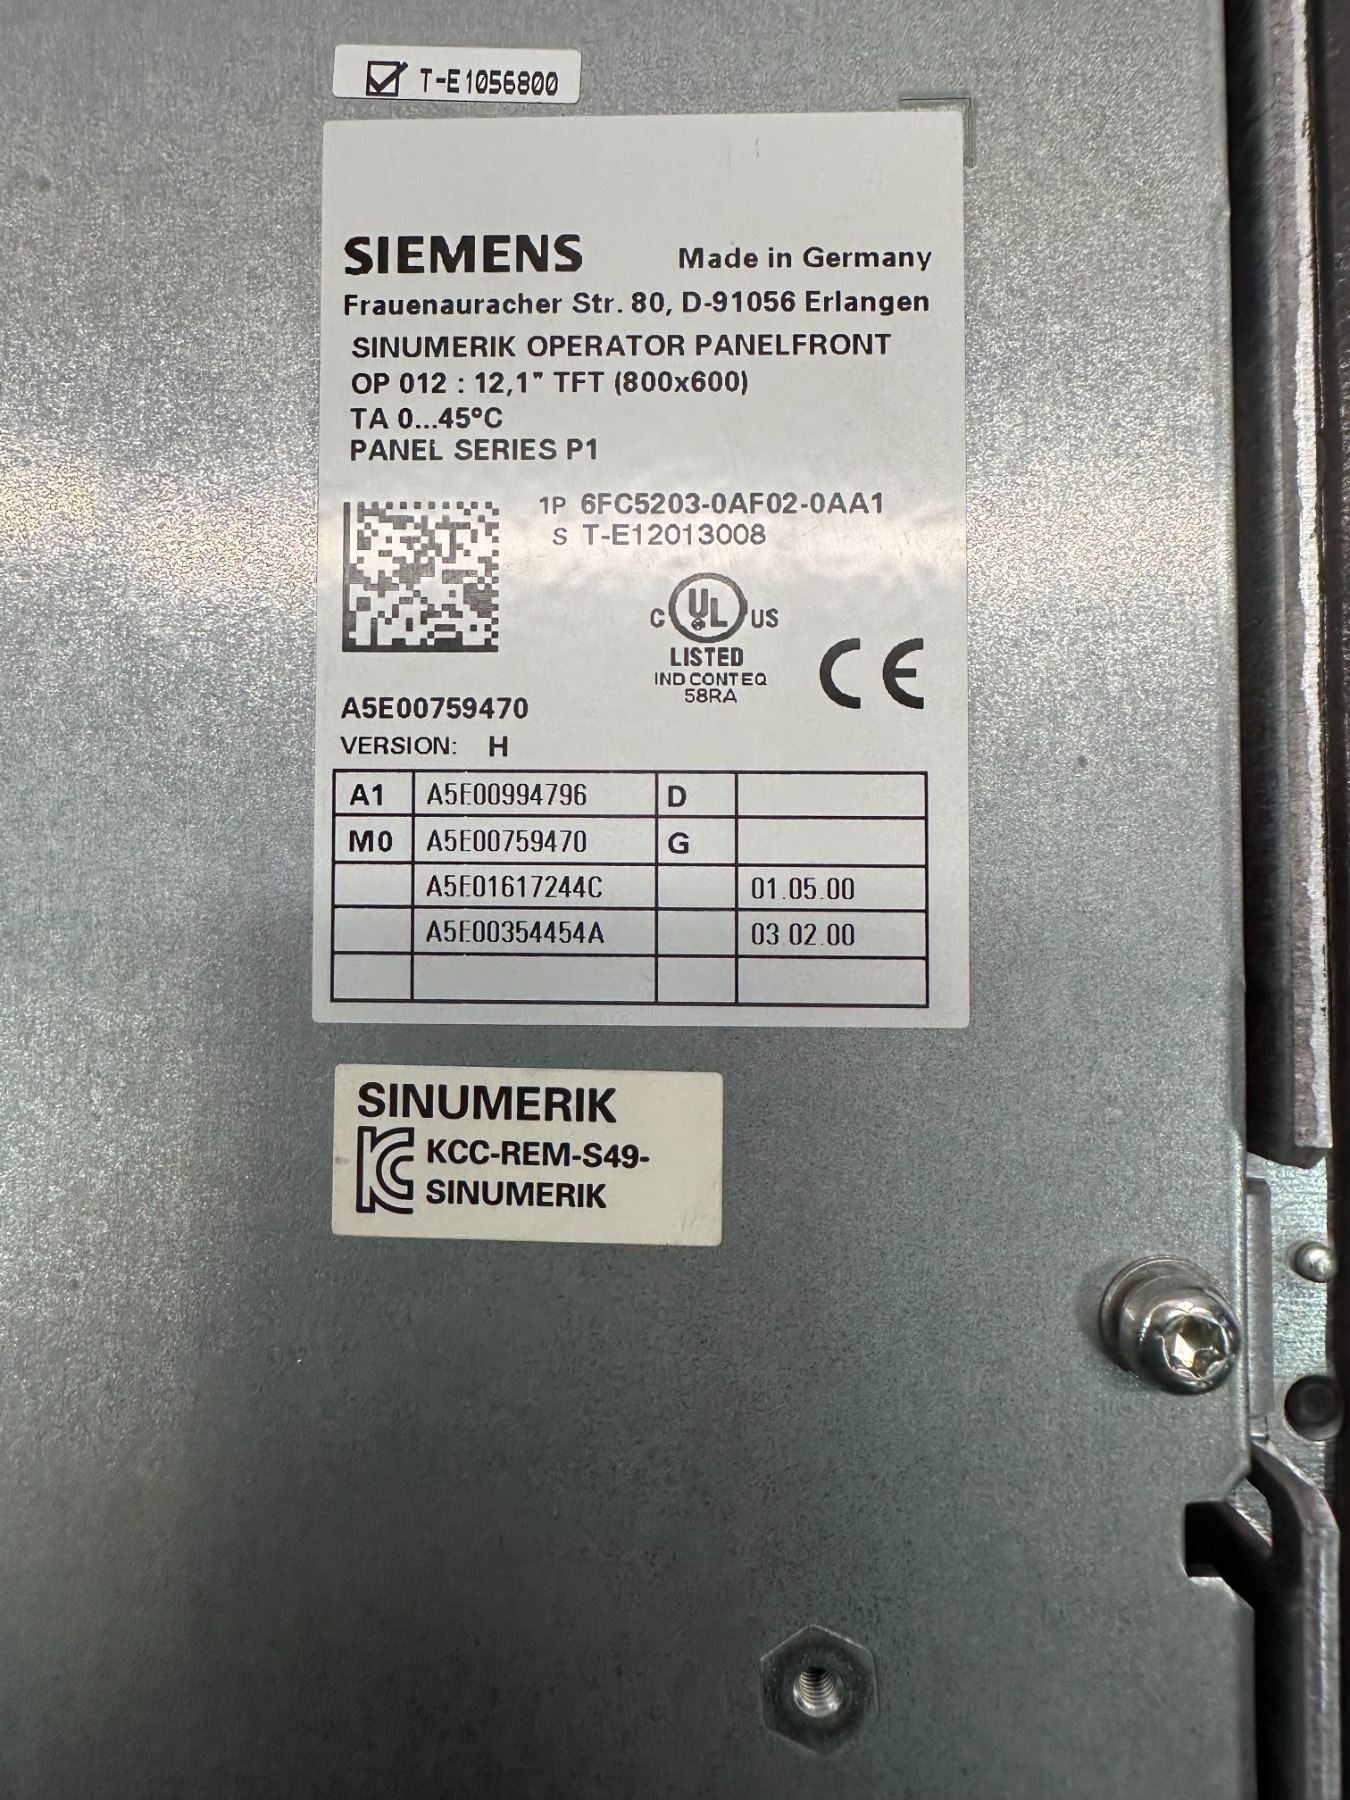 T-E1056800
SIEMENS Made in Germany
Frauenauracher Str. 80, D-91056 Erlangen
SINUMERIK OPERATOR PANELFRONT
OP 012 : 12,1" TFT (800x600)
TA 0...45°C
PANEL SERIES P1
1P 6FC5203-0AF02-0AA1
S T-E12013008
C UL US
LISTED
IND CONT EQ
58RA
CE
A5E00759470
VERSION: H
A1 A5E00994796 D
M0 A5E00759470 G
A5E01617244C 01.05.00
A5E00354454A 03.02.00
SINUMERIK
KCC-REM-S49-
SINUMERIK